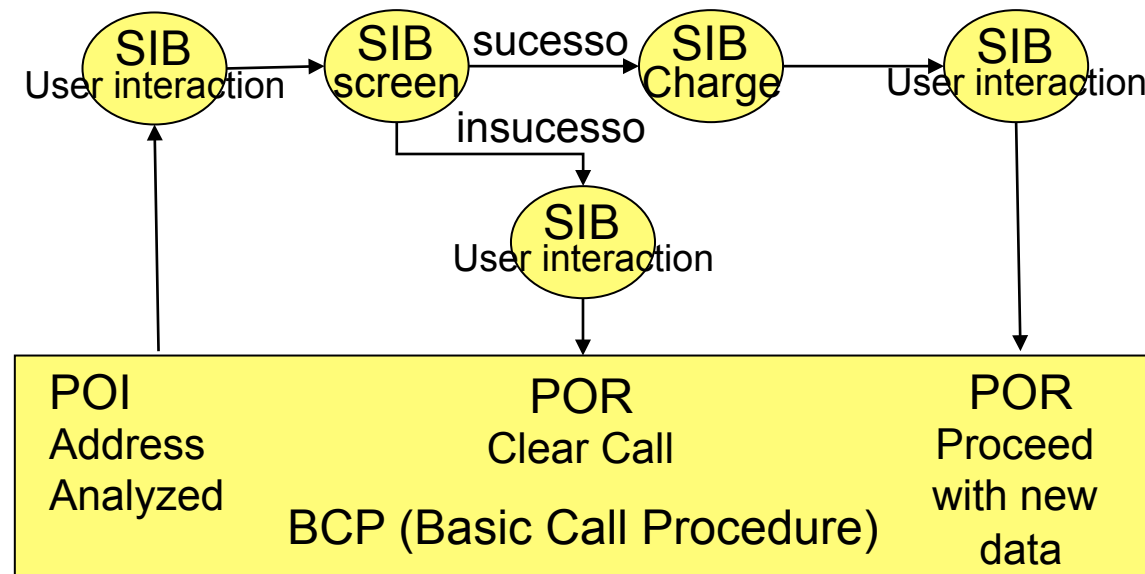 SIB
User interaction
SIB
screen
sucesso
SIB
Charge
SIB
User interaction
insucesso
SIB
User interaction
POI
Address
Analyzed
POR
Clear Call
POR
Proceed
with new
data
BCP (Basic Call Procedure)